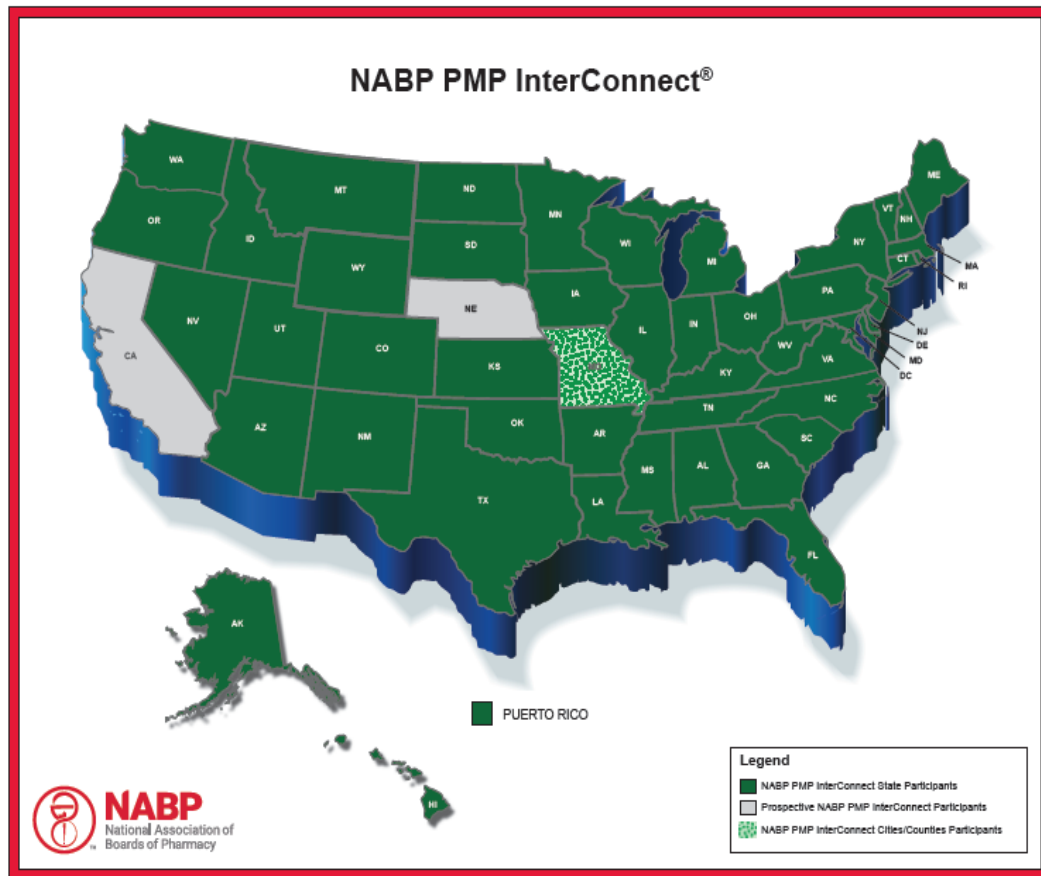 NABP PMP InterConnect®
WA
MT
ND
MN
ME
VT
NH
OR
ID
SD
WI
NY
WY
MI
MA
CT
RI
IA
PA
NE
NV
UT
IL
IN
OH
NJ
CO
DE
CA
WV
MD
KS
VA
DC
KY
NC
TN
AZ
OK
NM
AR
SC
MS
AL
GA
TX
LA
FL
AK
PUERTO RICO
HI
Legend
NABP PMP InterConnect State Participants
Prospective NABP PMP InterConnect Participants
NABP PMP InterConnect Cities/Counties Participants
NABP
National Association of
Boards of Pharmacy